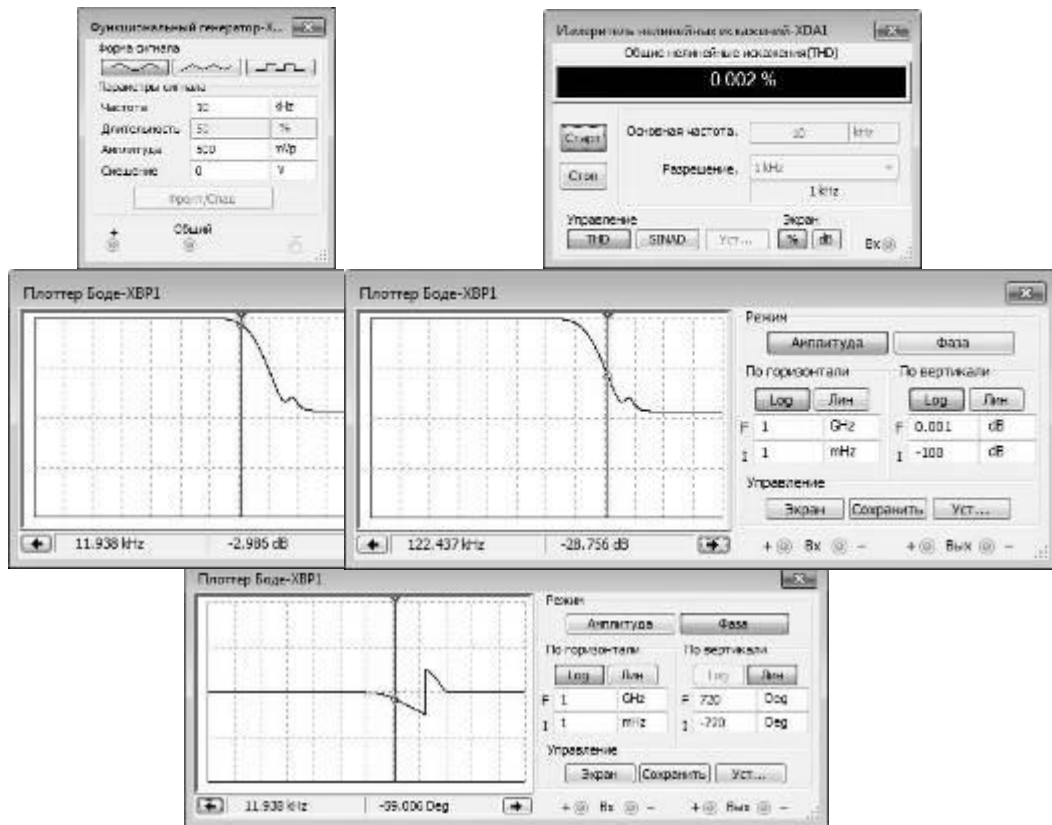 Функциональный генератор-X...
Форма сигнала
Параметры сигнала
Частота 10 kHz
Длительность 50 %
Амплитуда 500 mVp
Смещение 0 V
Фронт/Спад
+ Общий
Измеритель нелинейных искажений-XDA1
Общие нелинейные искажения(THD)
0.002 %
Старт
Стоп
Основная частота. 10 kHz
Разрешение. 1 kHz
1 kHz
Управление
THD SINAD Уст...
Экран
% dB
Вх
Плоттер Боде-XBP1
11.938 kHz -2.985 dB
Плоттер Боде-XBP1
122.437 kHz -28.756 dB
Режим
Амплитуда Фаза
По горизонтали По вертикали
Log Лин Log Лин
F 1 GHz F 0.001 dB
I 1 mHz I -100 dB
Управление
Экран Сохранить Уст...
+ Вх - + Вых -
Плоттер Боде-XBP1
11.938 kHz -59.006 Deg
Режим
Амплитуда Фаза
По горизонтали По вертикали
Log Лин Log Лин
F 1 GHz F 720 Deg
I 1 mHz I -720 Deg
Управление
Экран Сохранить Уст...
+ Вх - + Вых -